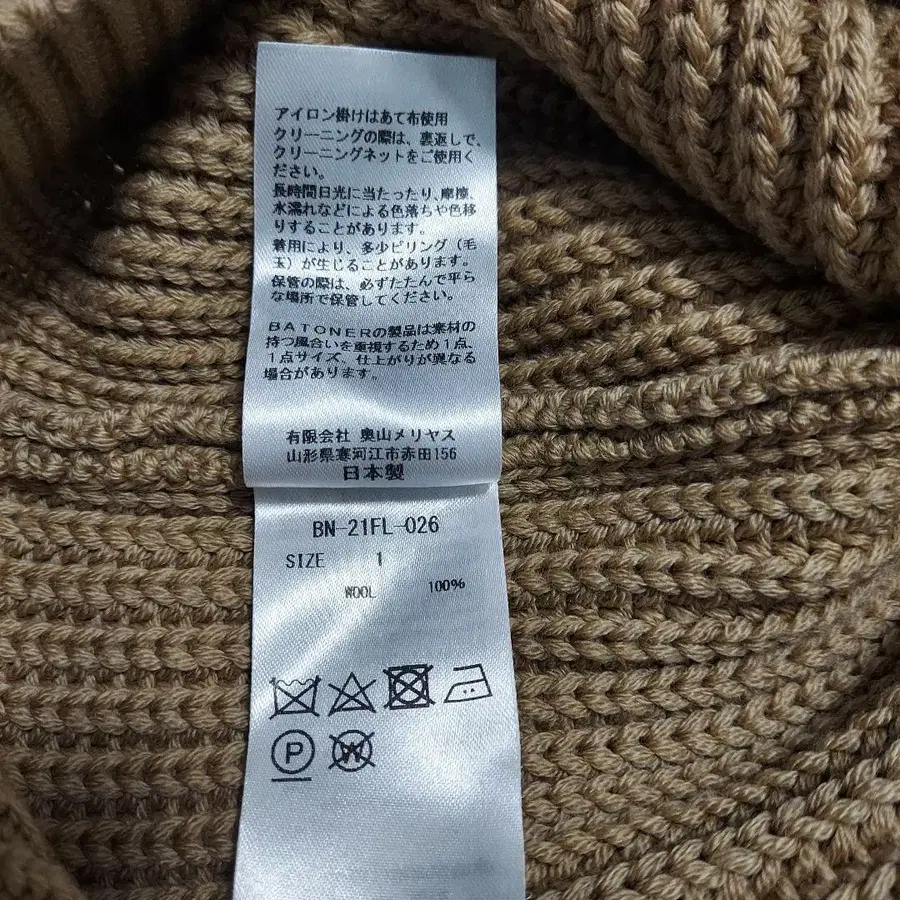 アイロン掛けはあて布使用
クリーニングの際は、裏返しで、
クリーニングネットをご使用く
ださい。
長時間日光に当たったり、摩擦、
水濡れなどによる色落ちや色移
りすることがあります。
着用により、多少ピリング（毛
玉）が生じることがあります。
保管の際は、必ずたたんで平ら
な場所で保管してください。
BATONERの製品は素材の
持つ風合いを重視するため１点、
１点サイズ、仕上がりが異なる
場合があります。
有限会社 奥山メリヤス
山形県寒河江市赤田156
日本製
BN-21FL-026
SIZE 1
WOOL 100%
P W